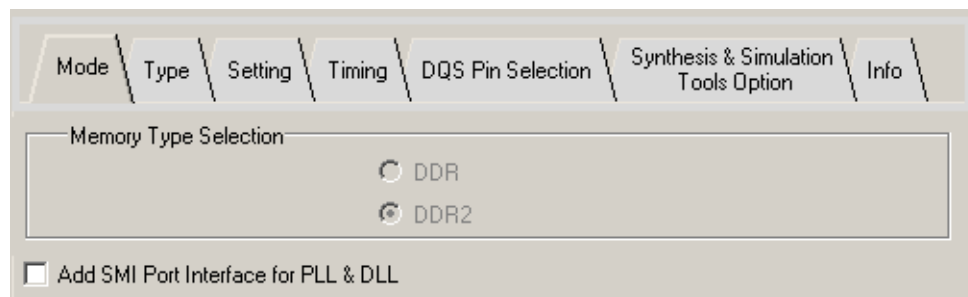 Mode Type Setting Timing DQS Pin Selection Synthesis & Simulation Info
Tools Option
Memory Type Selection
DDR
DDR2
Add SMI Port Interface for PLL & DLL